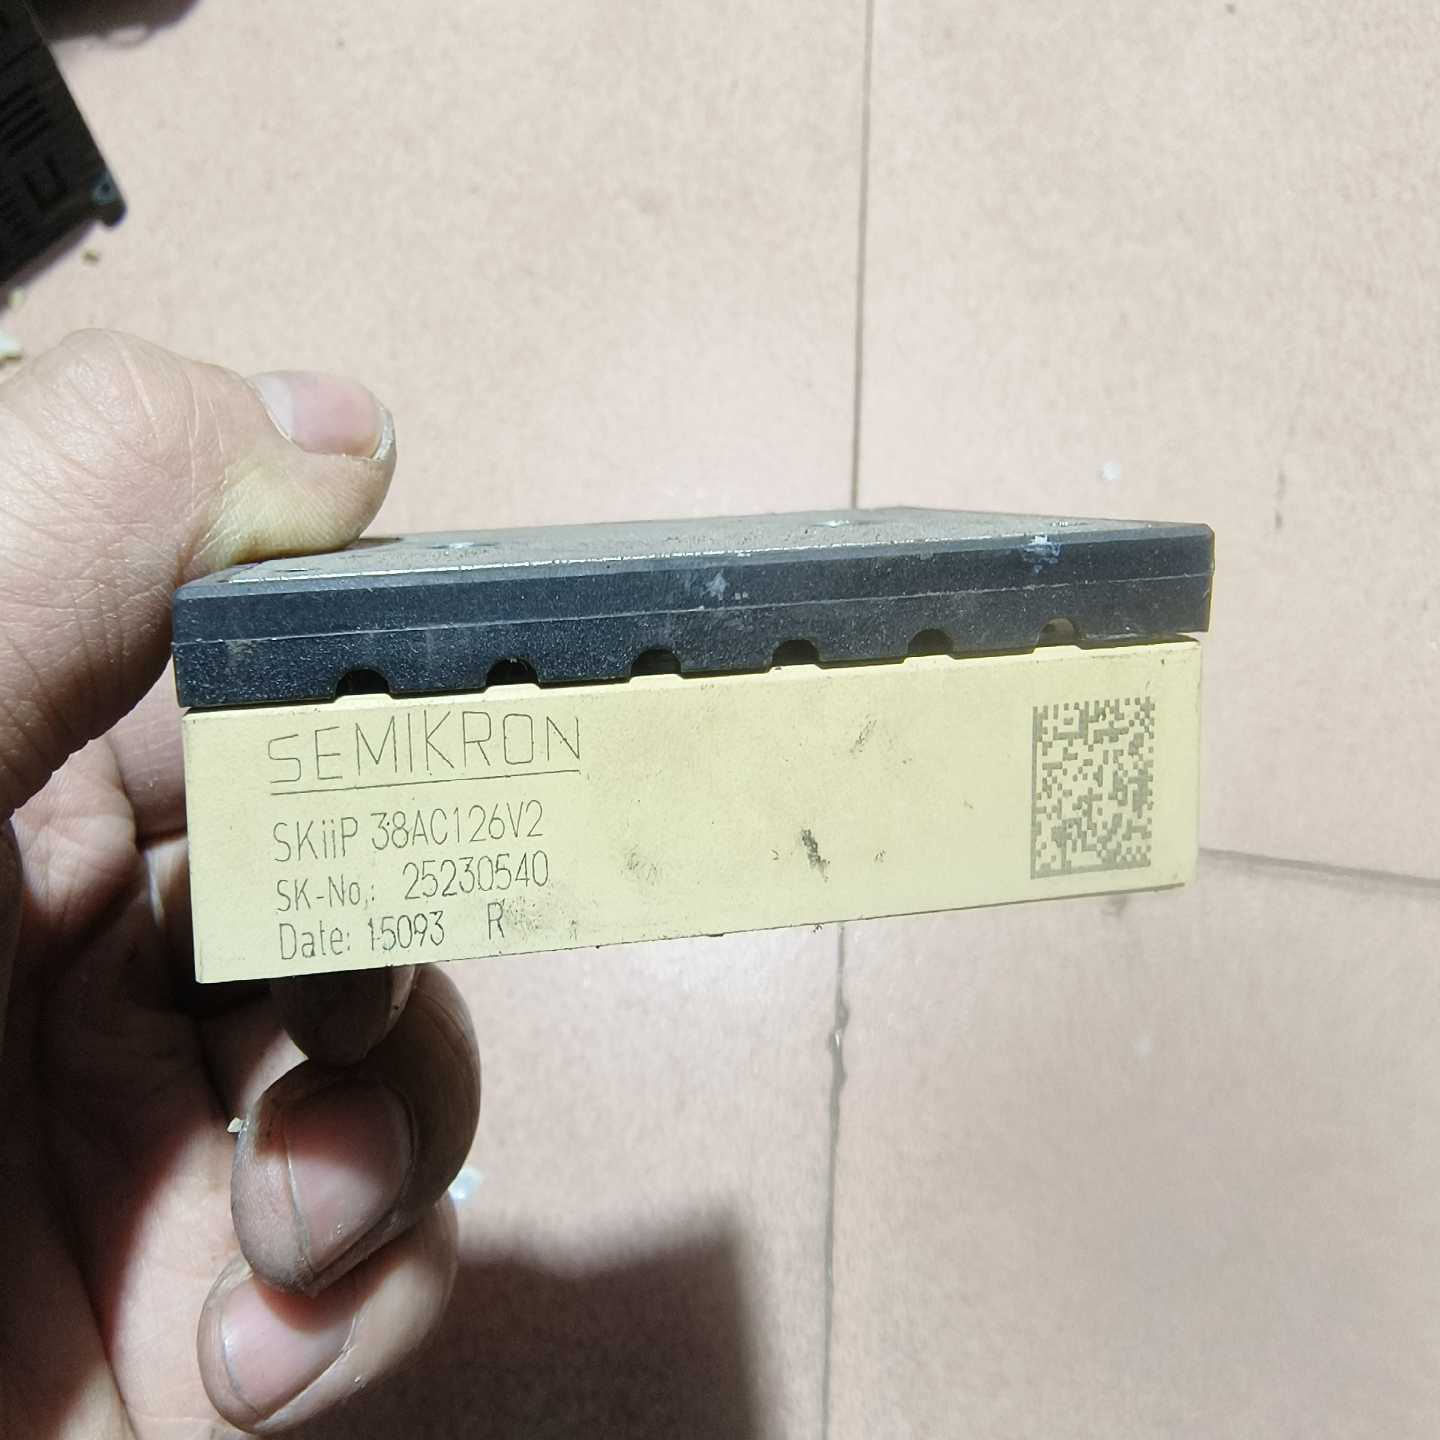 SEMIKRON
SKiiP 38AC126V2
SK-No.: 25230540
Date: 15093 R